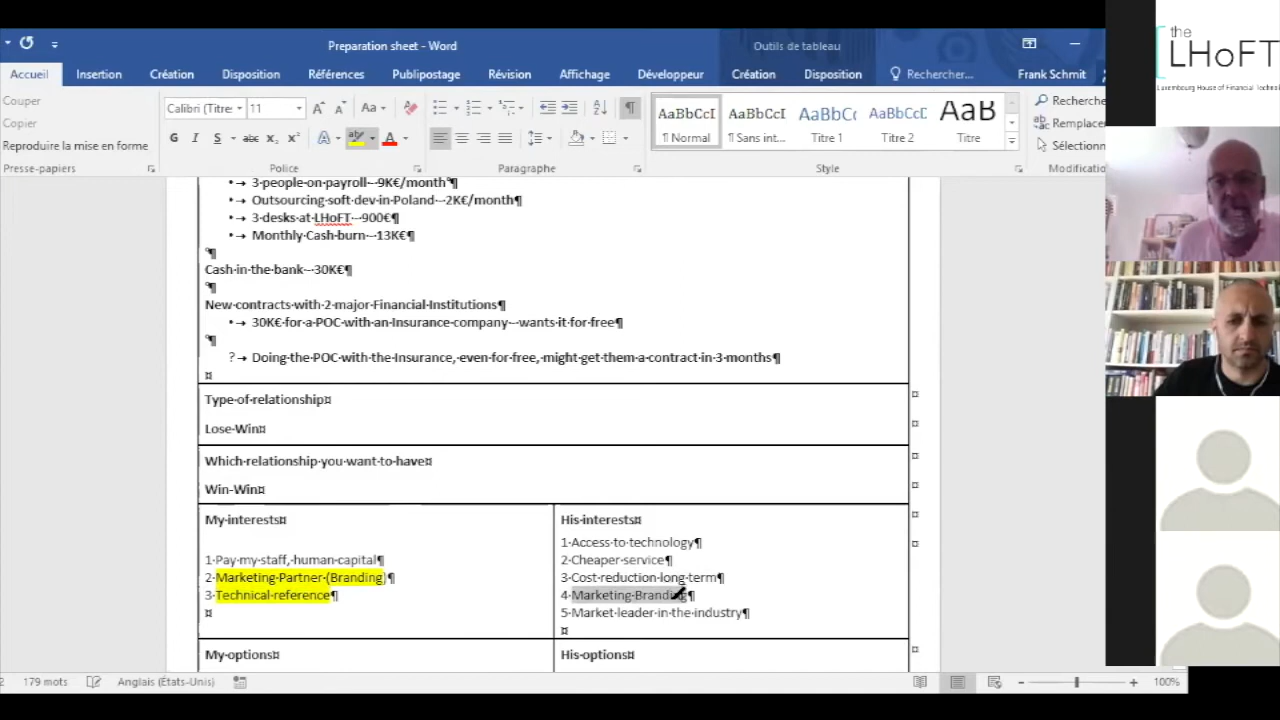 the
LHoFT
Luxembourg House of Financial Technol
Preparation sheet - Word
Outils de tableau
Accueil
Insertion
Création
Disposition
Références
Publipostage
Révision
Affichage
Développeur
Création
Disposition
Rechercher...
Frank Schmit
Couper
Copier
Reproduire la mise en forme
Presse-papiers
Calibri (Titre:
11
Aa
Police
Paragraphe
AaBbCcI
¶ Normal
AaBbCcI
¶ Sans int...
AaBbCc
Titre 1
AaBbCcD
Titre 2
AaB
Titre
Style
Recherche
Remplace
Sélection
Modificatio
3 people on payroll - 9K€/month
Outsourcing soft dev in Poland - 2K€/month
3 desks at LHoFT - 900€
Monthly Cash burn - 13K€
Cash in the bank - 30K€
New contracts with 2 major Financial Institutions
30K€ for a POC with an Insurance company - wants it for free
? Doing the POC with the Insurance, even for free, might get them a contract in 3 months
Type of relationship
Lose-Win
Which relationship you want to have
Win-Win
My interests
1 Pay my staff, human capital
2 Marketing Partner (Branding)
3 Technical reference
His interests
1 Access to technology
2 Cheaper service
3 Cost reduction long term
4 Marketing Branding
5 Market leader in the industry
My options
His options
2
179 mots
Anglais (États-Unis)
100%